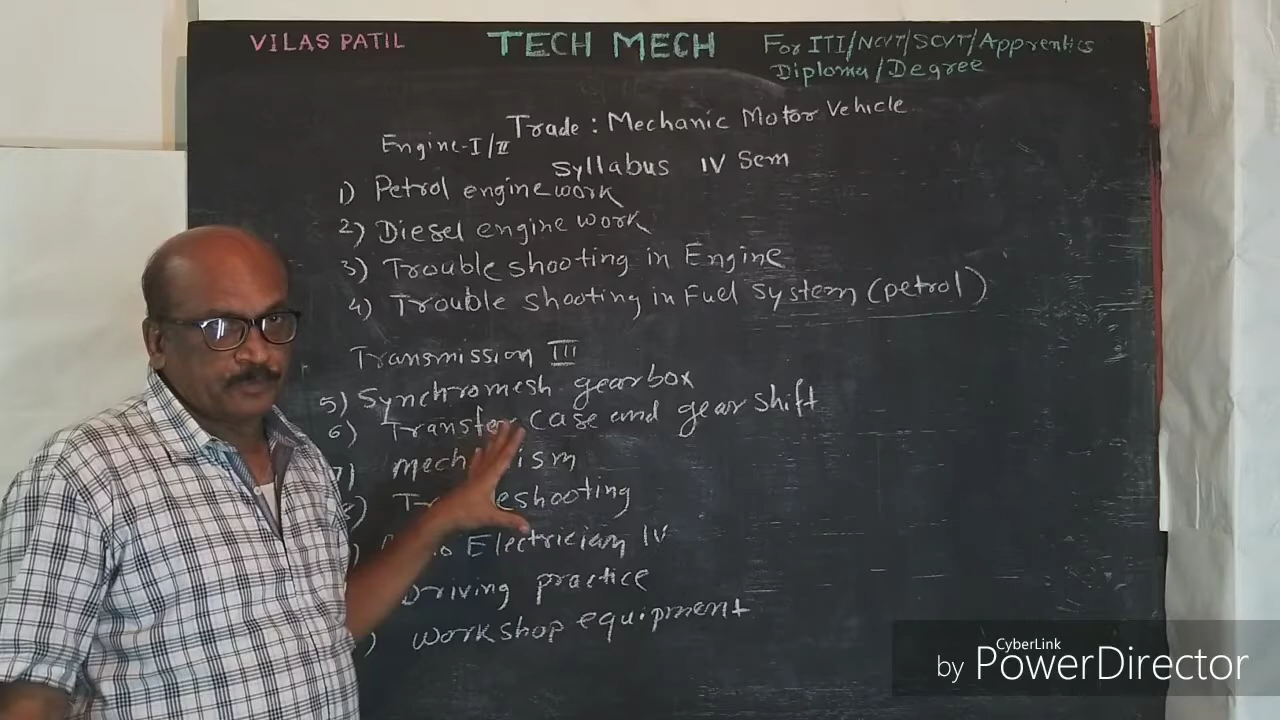 VILAS PATIL TECH MECH For ITI/NCVT/SCVT/Apprentics
Diploma/Degree
Trade : Mechanic Motor Vehicle
Engine-I/II
Syllabus IV Sem
1) Petrol engine work
2) Diesel engine work
3) Trouble shooting in Engine
4) Trouble shooting in Fuel system (petrol)
Transmission III
5) Synchromesh gearbox
6) Transfer case and gear shift
7)
8)
Electrician IV
Driving practice
Workshop equipment
CyberLink
by PowerDirector